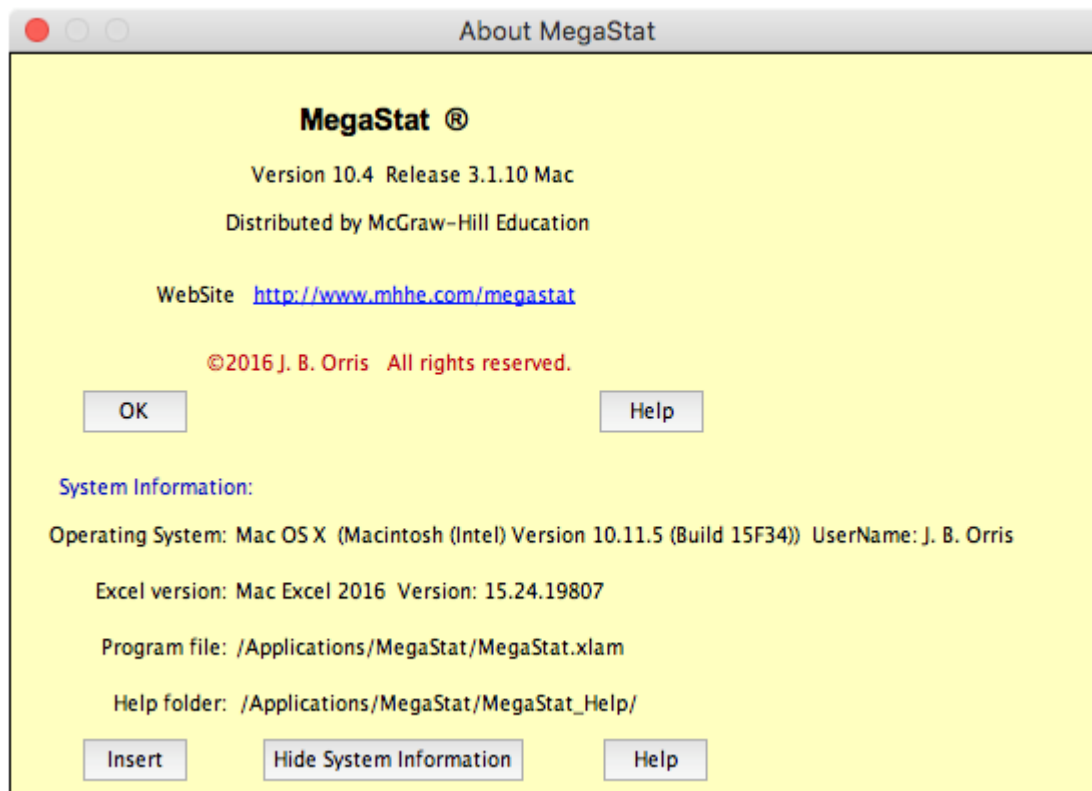 About MegaStat
MegaStat ®
Version 10.4 Release 3.1.10 Mac
Distributed by McGraw-Hill Education
WebSite http://www.mhhe.com/megastat
©2016 J. B. Orris All rights reserved.
OK Help
System Information:
Operating System: Mac OS X (Macintosh (Intel) Version 10.11.5 (Build 15F34)) UserName: J. B. Orris
Excel version: Mac Excel 2016 Version: 15.24.19807
Program file: /Applications/MegaStat/MegaStat.xlam
Help folder: /Applications/MegaStat/MegaStat_Help/
Insert Hide System Information Help